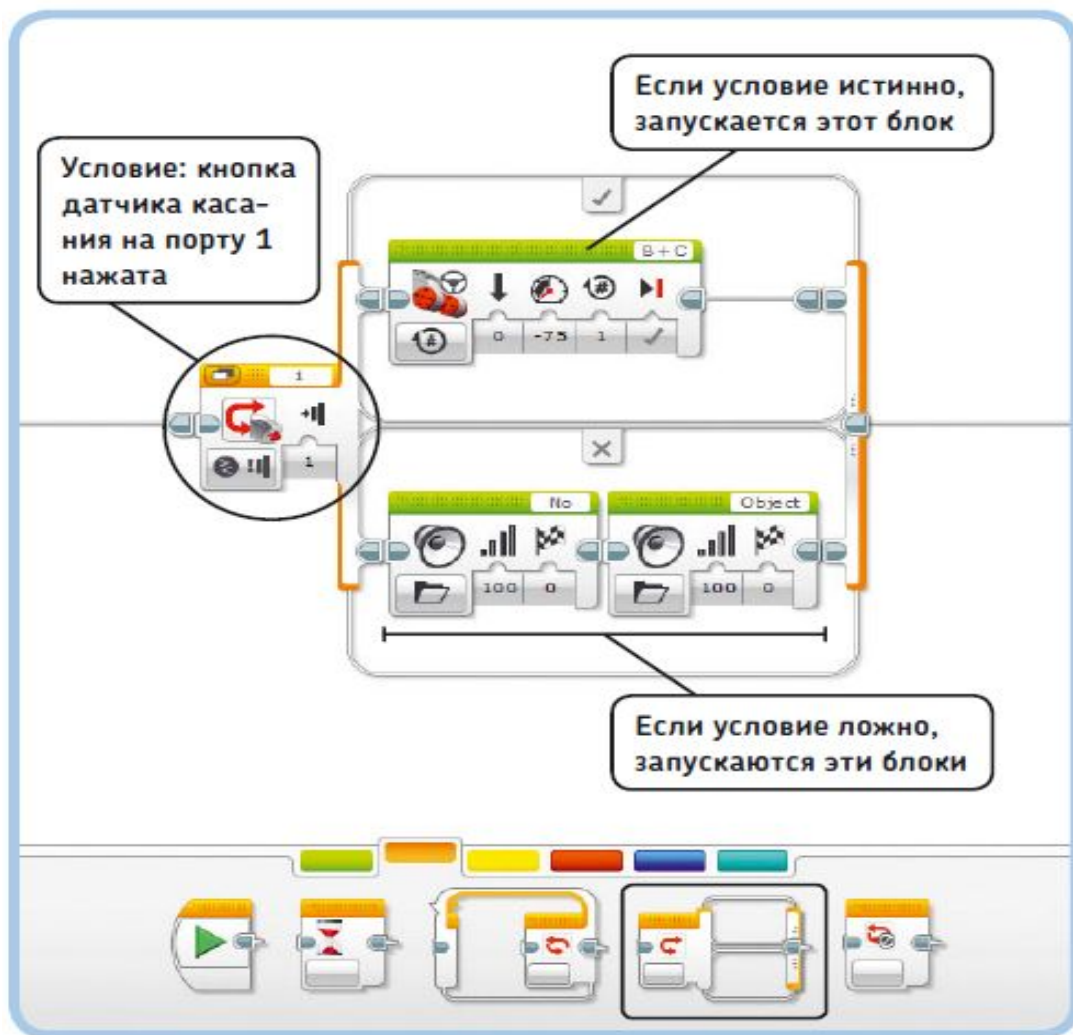 Если условие истинно,
запускается этот блок
Условие: кнопка
датчика каса-
ния на порту 1
нажата
B + C
0 -75 1
1
1
No
Object
100 0
100 0
Если условие ложно,
запускаются эти блоки